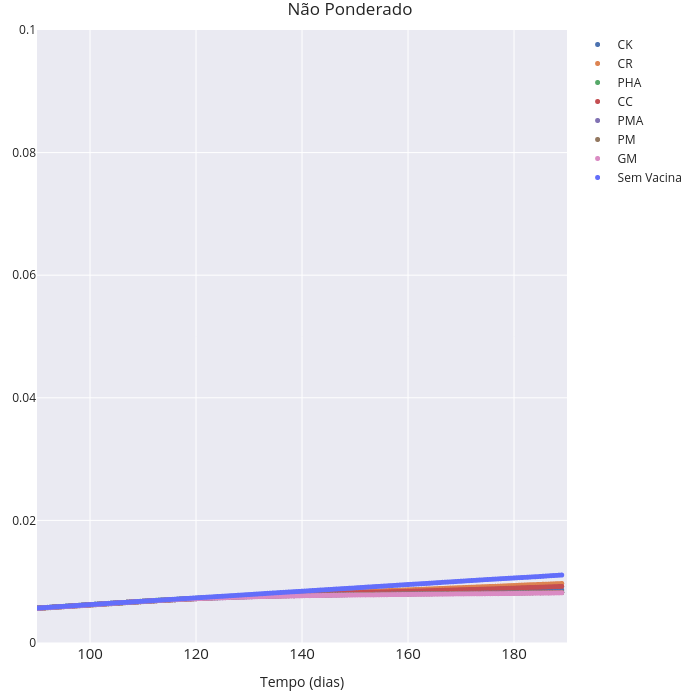 Não Ponderado
0.1
0.08
0.06
0.04
0.02
0
100 120 140 160 180
Tempo (dias)
CK
CR
PHA
CC
PMA
PM
GM
Sem Vacina